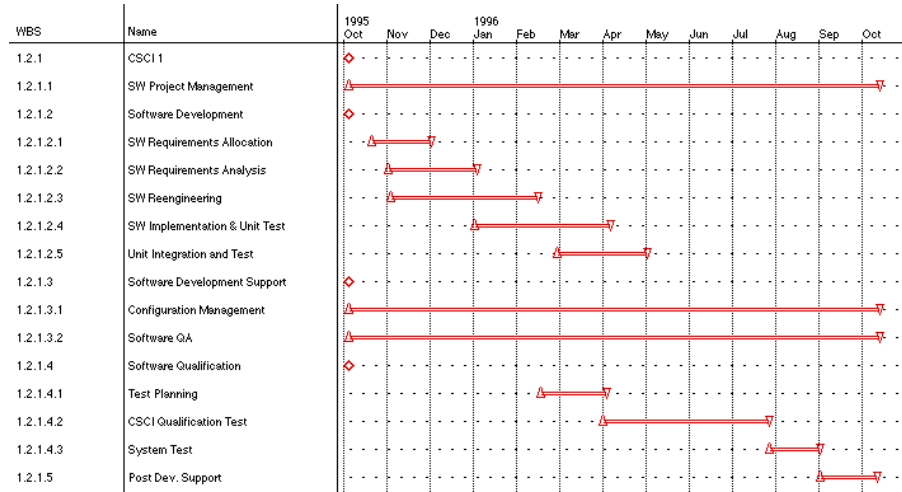 1995 1996
WBS Name Oct Nov Dec Jan Feb Mar Apr May Jun Jul Aug Sep Oct
1.2.1 CSCI 1
1.2.1.1 SW Project Management
1.2.1.2 Software Development
1.2.1.2.1 SW Requirements Allocation
1.2.1.2.2 SW Requirements Analysis
1.2.1.2.3 SW Reengineering
1.2.1.2.4 SW Implementation & Unit Test
1.2.1.2.5 Unit Integration and Test
1.2.1.3 Software Development Support
1.2.1.3.1 Configuration Management
1.2.1.3.2 Software QA
1.2.1.4 Software Qualification
1.2.1.4.1 Test Planning
1.2.1.4.2 CSCI Qualification Test
1.2.1.4.3 System Test
1.2.1.5 Post Dev. Support